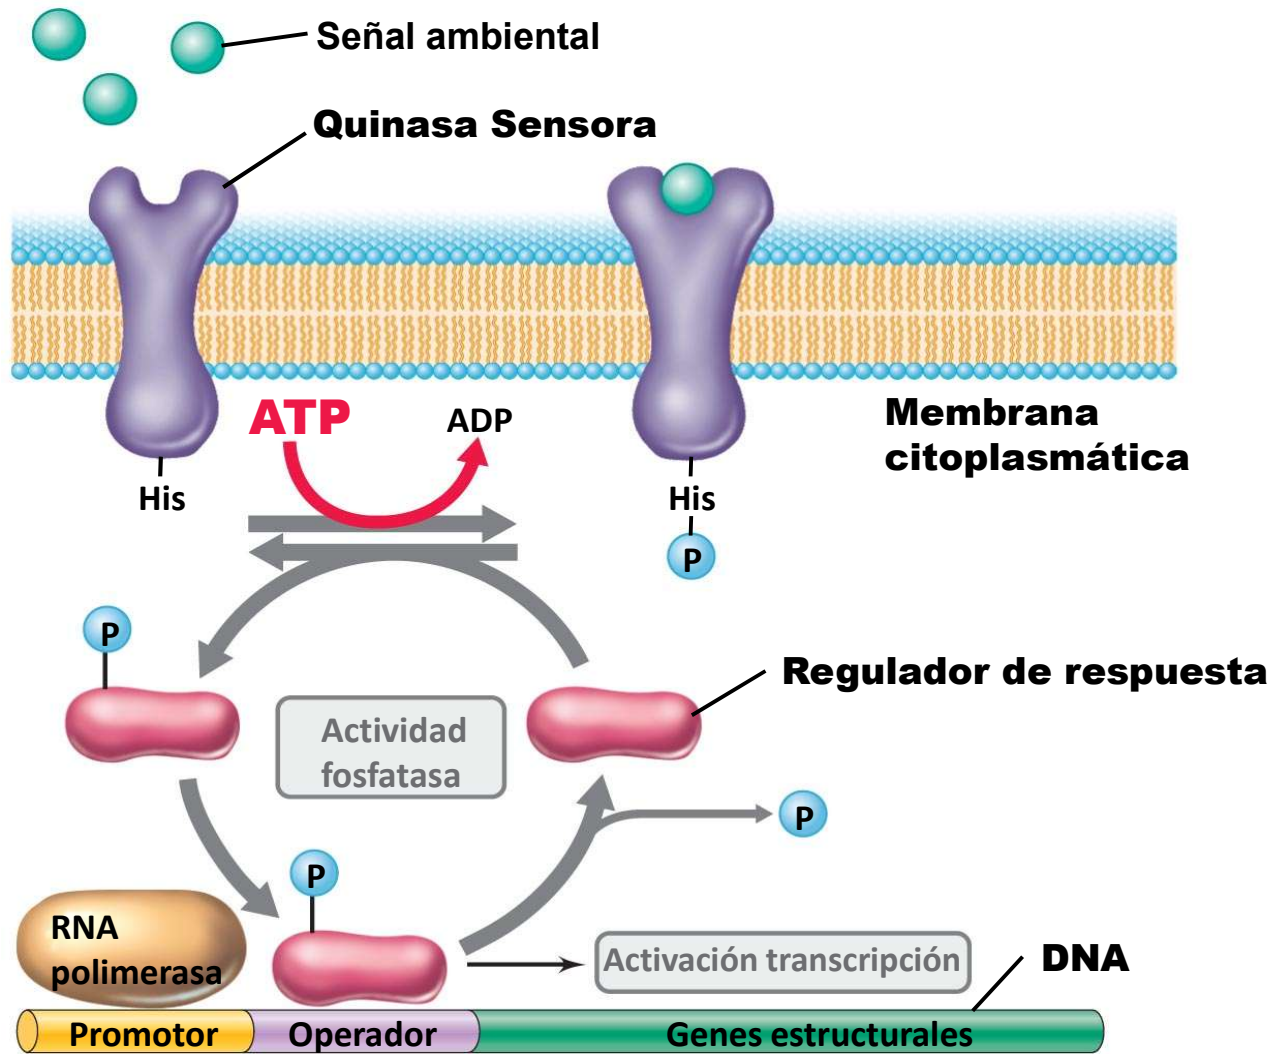 Señal ambiental
Quinasa Sensora
ATP
ADP
Membrana
citoplasmática
His
His
P
P
Regulador de respuesta
Actividad
fosfatasa
P
P
RNA
polimerasa
Activación transcripción
DNA
Promotor
Operador
Genes estructurales